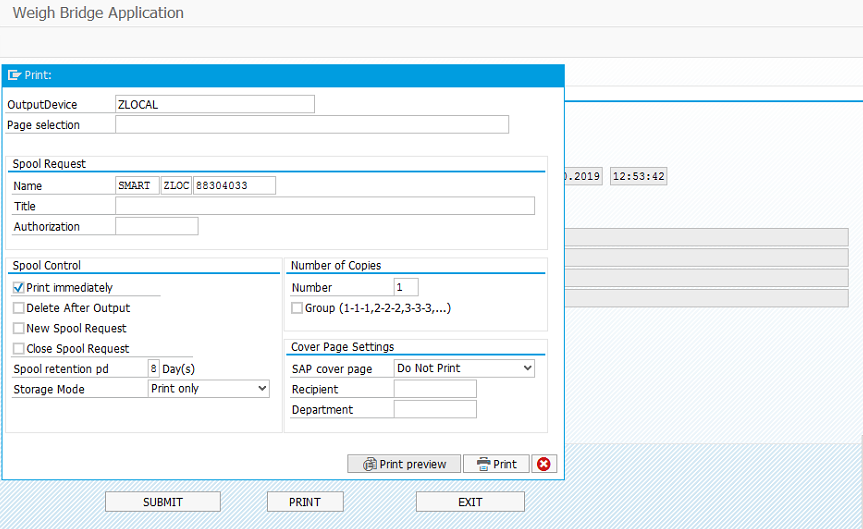 Weigh Bridge Application
Print:
OutputDevice ZLOCAL
Page selection
Spool Request
Name SMART ZLOC 88304033
.2019 12:53:42
Title
Authorization
Spool Control Number of Copies
Print immediately Number 1
Delete After Output Group (1-1-1,2-2-2,3-3-3,...)
New Spool Request
Close Spool Request Cover Page Settings
Spool retention pd 8 Day(s) SAP cover page Do Not Print
Storage Mode Print only Recipient
Department
Print preview Print
SUBMIT PRINT EXIT